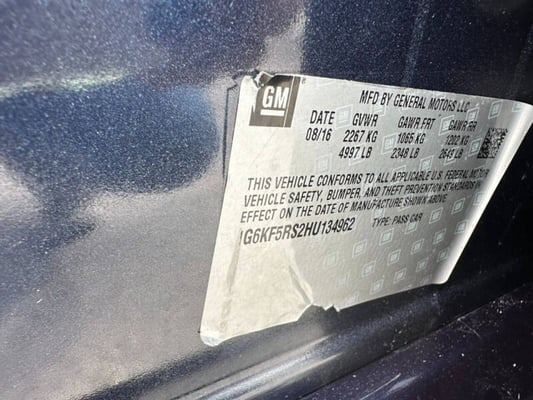 GM
MFD BY GENERAL MOTORS LLC
DATE GVWR GAWR FRT GAWR RR
08/16 2267 KG 1065 KG 1202 KG
4997 LB 2348 LB 2649 LB
THIS VEHICLE CONFORMS TO ALL APPLICABLE U.S. FEDERAL MOTOR
VEHICLE SAFETY, BUMPER, AND THEFT PREVENTION STANDARDS IN
EFFECT ON THE DATE OF MANUFACTURE SHOWN ABOVE.
1G6KF5RS2HU134962 TYPE: PASS CAR